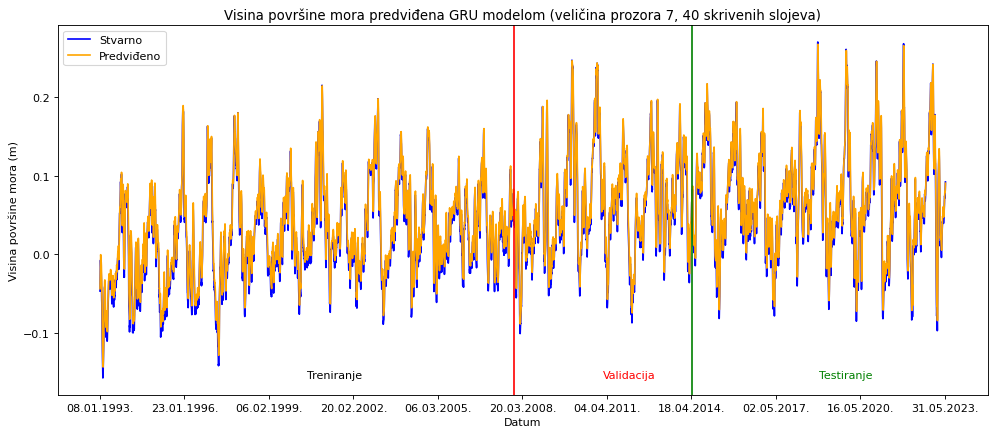 Visina površine mora predviđena GRU modelom (veličina prozora 7, 40 skrivenih slojeva)
Stvarno
Predviđeno
Visina površine mora (m)
0.2
0.1
0.0
−0.1
Treniranje
Validacija
Testiranje
08.01.1993. 23.01.1996. 06.02.1999. 20.02.2002. 06.03.2005. 20.03.2008. 04.04.2011. 18.04.2014. 02.05.2017. 16.05.2020. 31.05.2023.
Datum